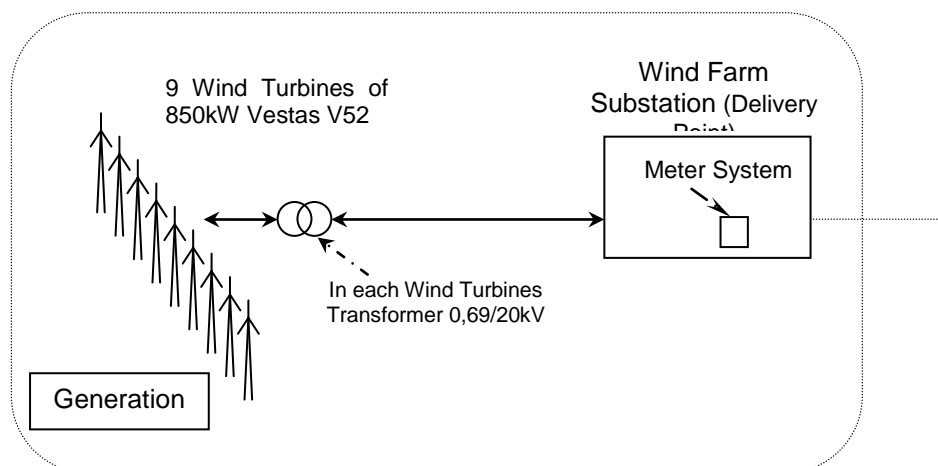 9 Wind Turbines of
850kW Vestas V52
Wind Farm
Substation (Delivery
Point)
Meter System
In each Wind Turbines
Transformer 0,69/20kV
Generation